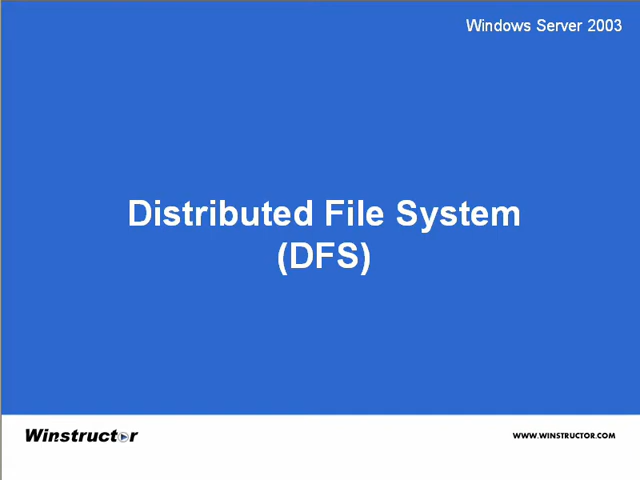 Windows Server 2003
Distributed File System
(DFS)
Winstructor
WWW.WINSTRUCTOR.COM